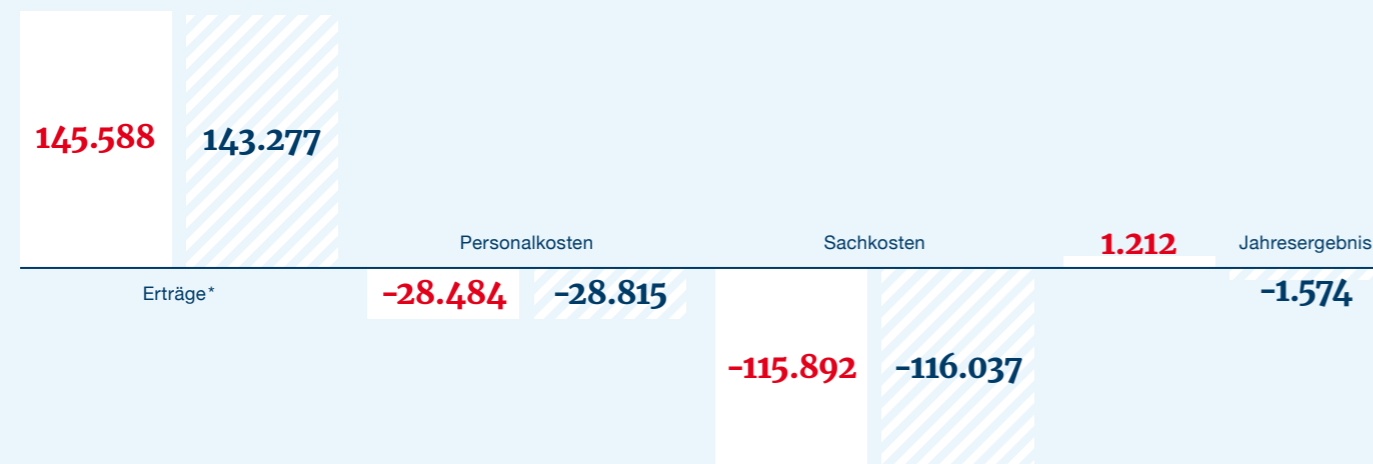 145.588 143.277
Personalkosten Sachkosten 1.212 Jahresergebnis
Erträge* -28.484 -28.815 -1.574
-115.892 -116.037